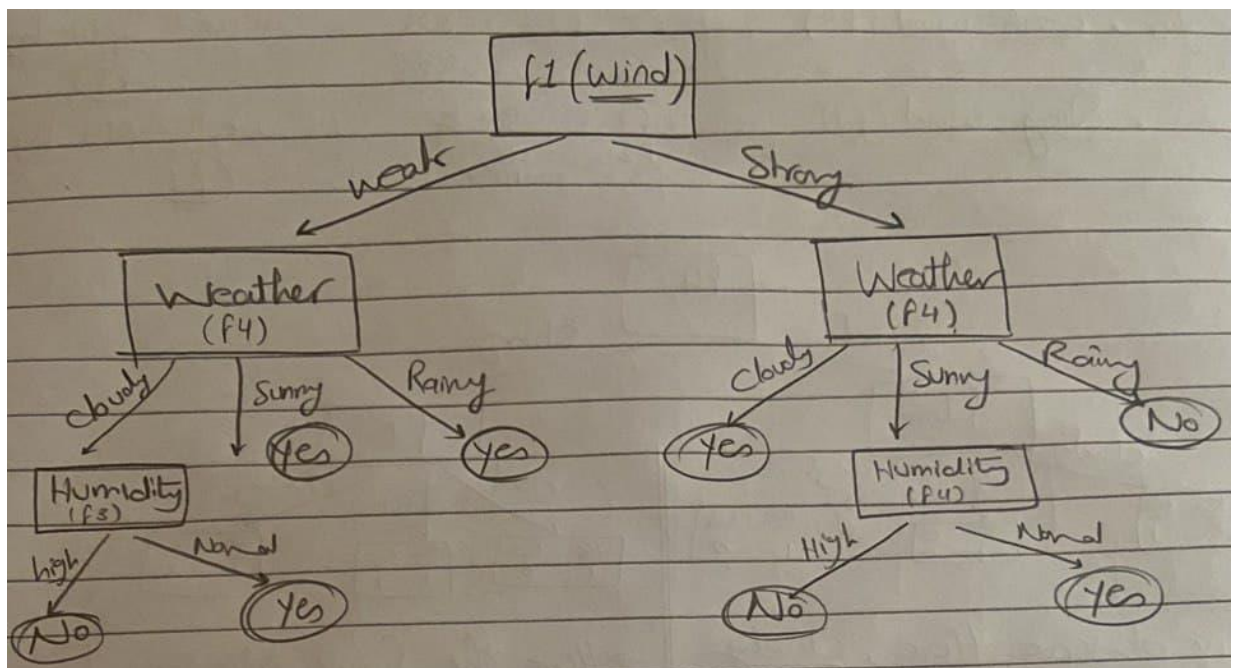 f1 (Wind)
weak
Strong
Weather
(f4)
Weather
(f4)
cloudy
Sunny
Rainy
cloudy
Sunny
Rainy
Yes
Yes
Yes
No
Humidity
(f3)
Humidity
(f4)
high
Normal
High
Normal
No
Yes
No
Yes